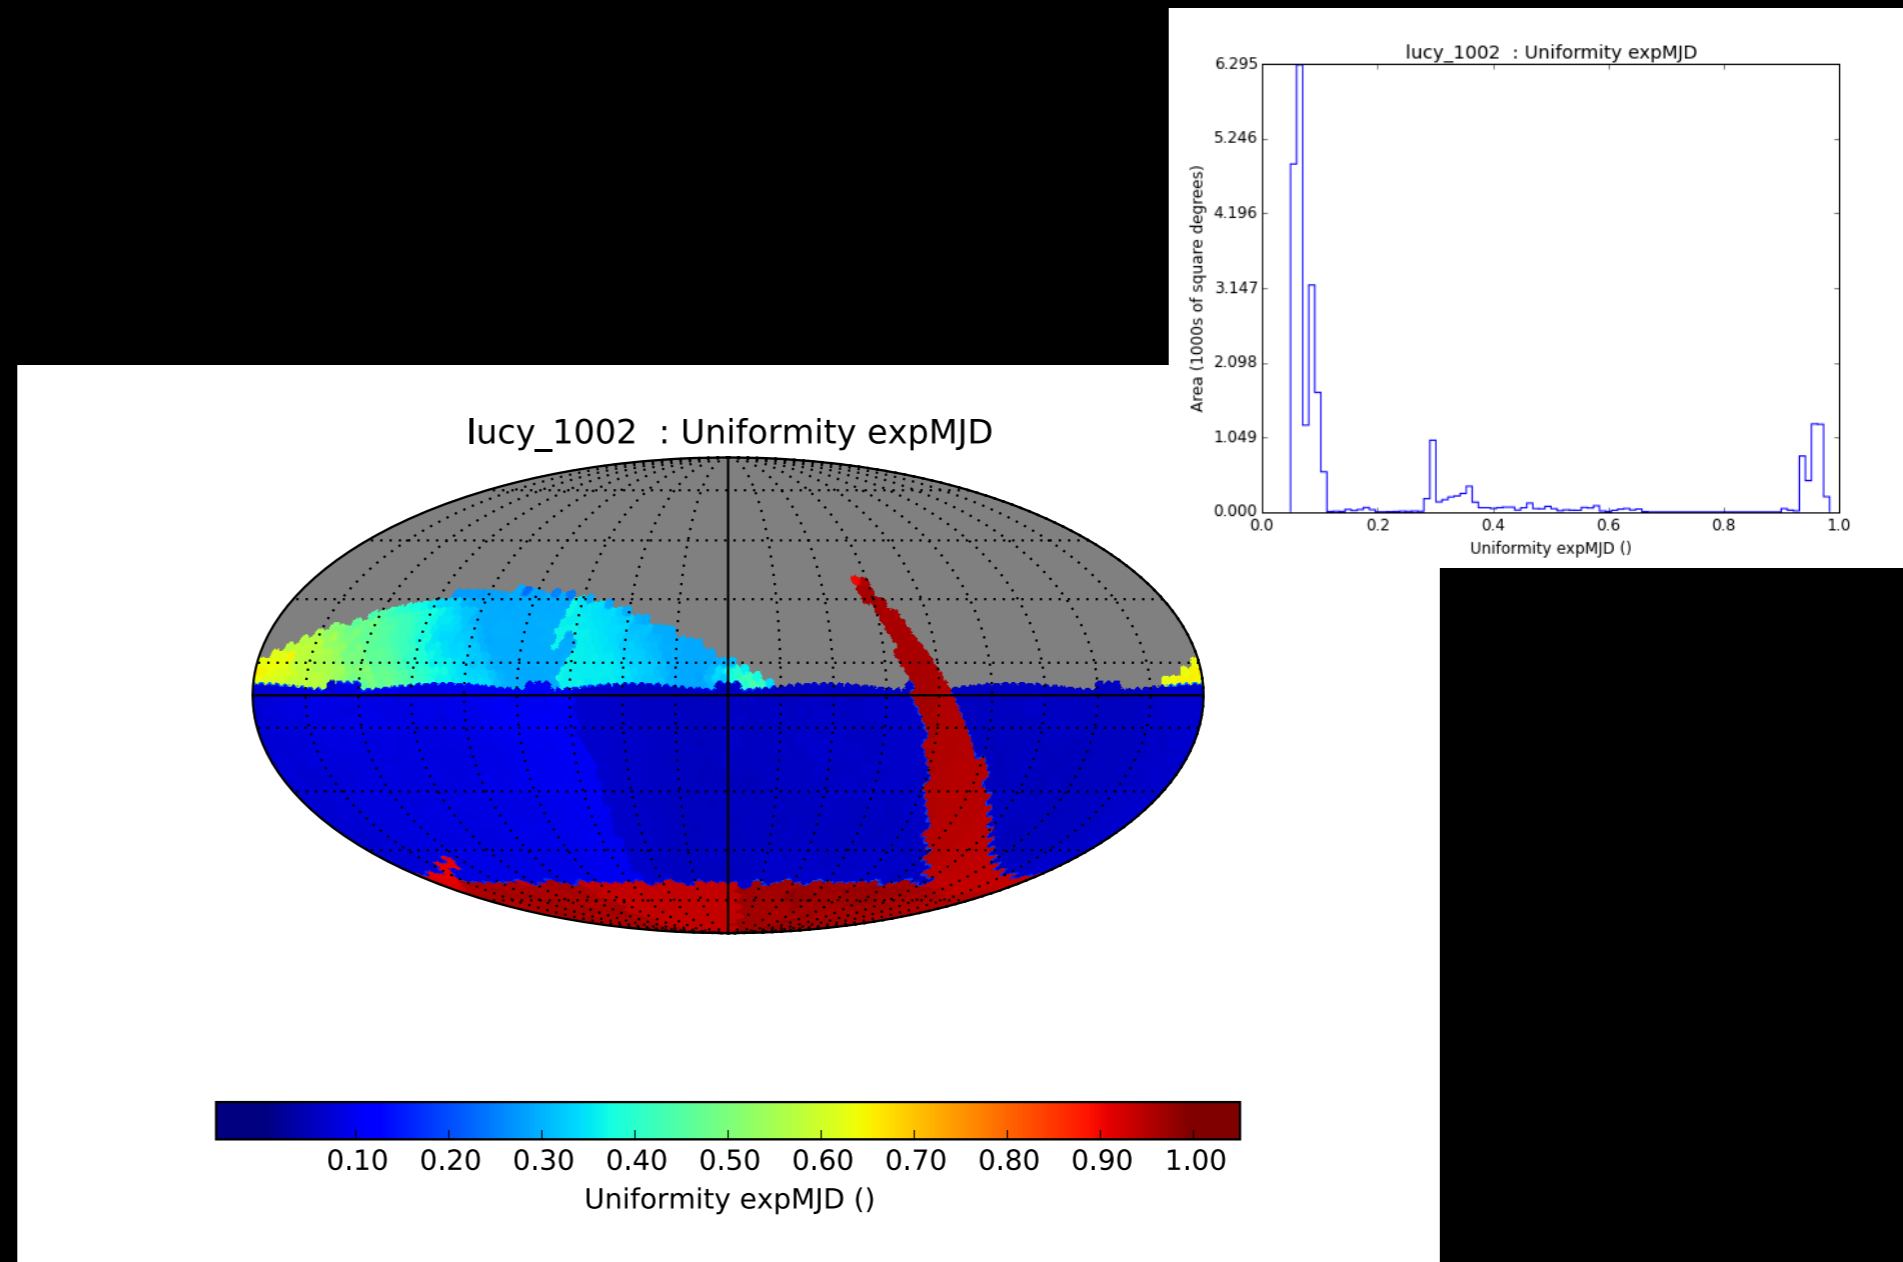 lucy_1002 : Uniformity expMJD
6.295
5.246
4.196
3.147
2.098
1.049
0.000
Area (1000s of square degrees)
0.0 0.2 0.4 0.6 0.8 1.0
Uniformity expMJD ()
lucy_1002 : Uniformity expMJD
0.10 0.20 0.30 0.40 0.50 0.60 0.70 0.80 0.90 1.00
Uniformity expMJD ()